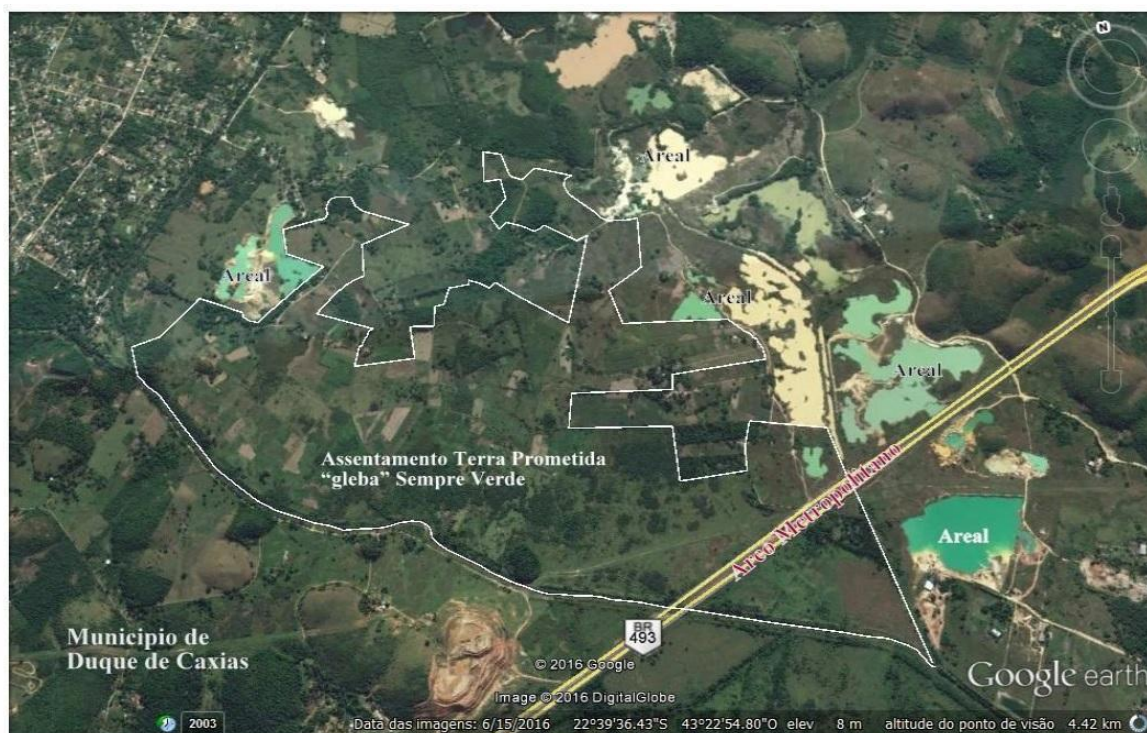 N
Areal
Areal
Areal
Areal
Areal
Arco Metropolitano
Assentamento Terra Prometida
“gleba” Sempre Verde
Municipio de
Duque de Caxias
BR
493
© 2016 Google
Image © 2016 DigitalGlobe
Google earth
2003
Data das imagens: 6/15/2016 22°39'36.43"S 43°22'54.80"O elev 8 m altitude do ponto de visão 4.42 km